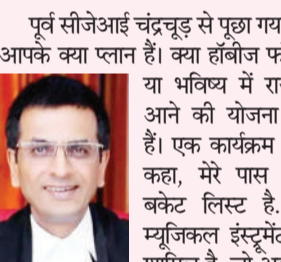 पूर्व सीजेआई चंद्रचूड़ से पूछा गय
आपके क्या प्लान हैं। क्या हॉबीज फॉ
या भविष्य में रा
आने की योजना
हैं। एक कार्यक्रम
कहा, मेरे पास
बकेट लिस्ट है.
म्यूजिकल इंस्ट्रूमेंट